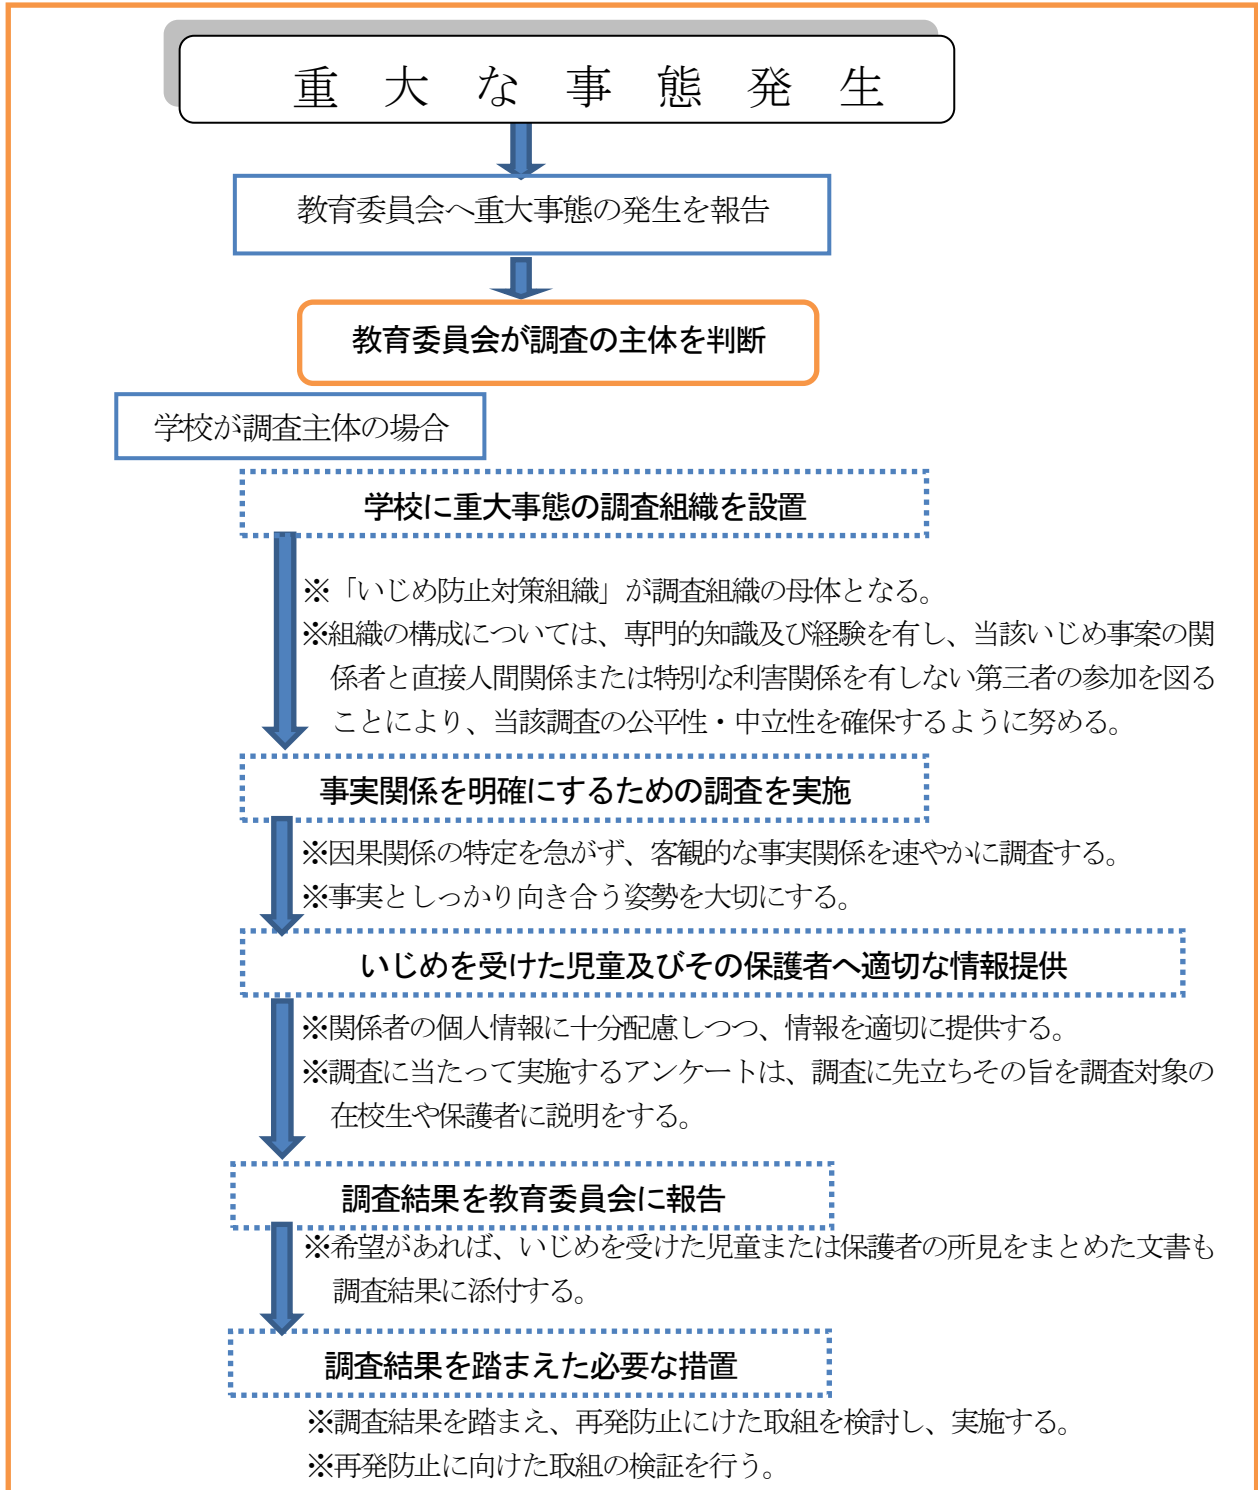 重大な事態発生
教育委員会へ重大事態の発生を報告
教育委員会が調査の主体を判断
学校が調査主体の場合
学校に重大事態の調査組織を設置
※「いじめ防止対策組織」が調査組織の母体となる。
※組織の構成については、専門的知識及び経験を有し、当該いじめ事案の関
係者と直接人間関係または特別な利害関係を有しない第三者の参加を図る
ことにより、当該調査の公平性・中立性を確保するように努める。
事実関係を明確にするための調査を実施
※因果関係の特定を急がず、客観的な事実関係を速やかに調査する。
※事実としっかり向き合う姿勢を大切にする。
いじめを受けた児童及びその保護者へ適切な情報提供
※関係者の個人情報に十分配慮しつつ、情報を適切に提供する。
※調査に当たって実施するアンケートは、調査に先立ちその旨を調査対象の
在校生や保護者に説明をする。
調査結果を教育委員会に報告
※希望があれば、いじめを受けた児童または保護者の所見をまとめた文書も
調査結果に添付する。
調査結果を踏まえた必要な措置
※調査結果を踏まえ、再発防止にけた取組を検討し、実施する。
※再発防止に向けた取組の検証を行う。